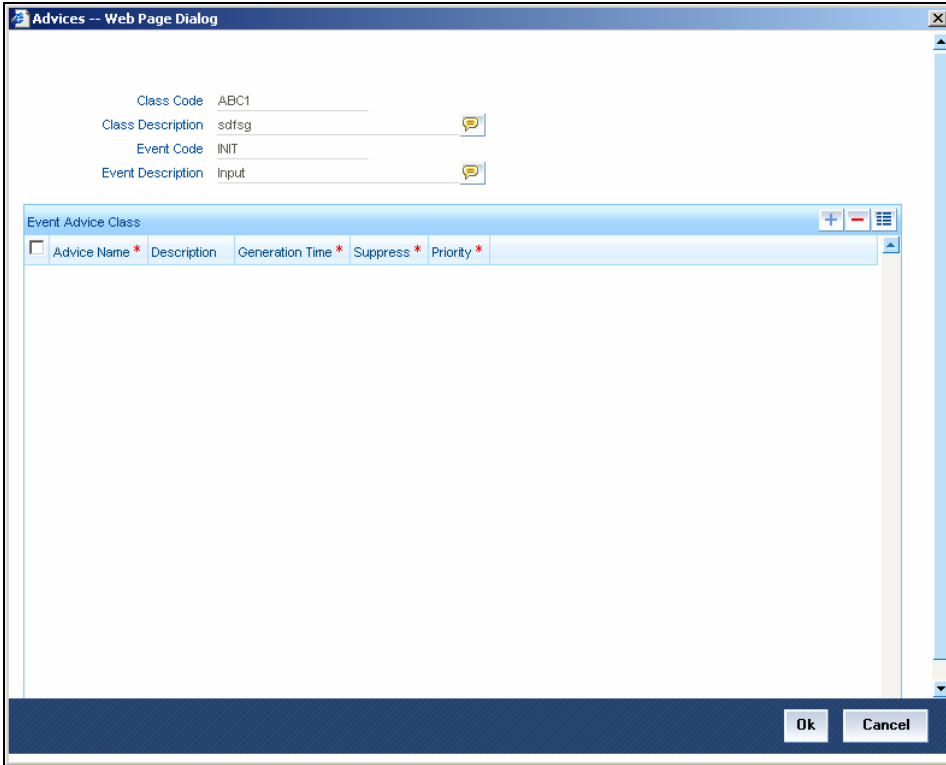 Advices -- Web Page Dialog
Class Code ABC1
Class Description sdfsg
Event Code INIT
Event Description Input
Event Advice Class
Advice Name * Description Generation Time * Suppress * Priority *
Ok Cancel